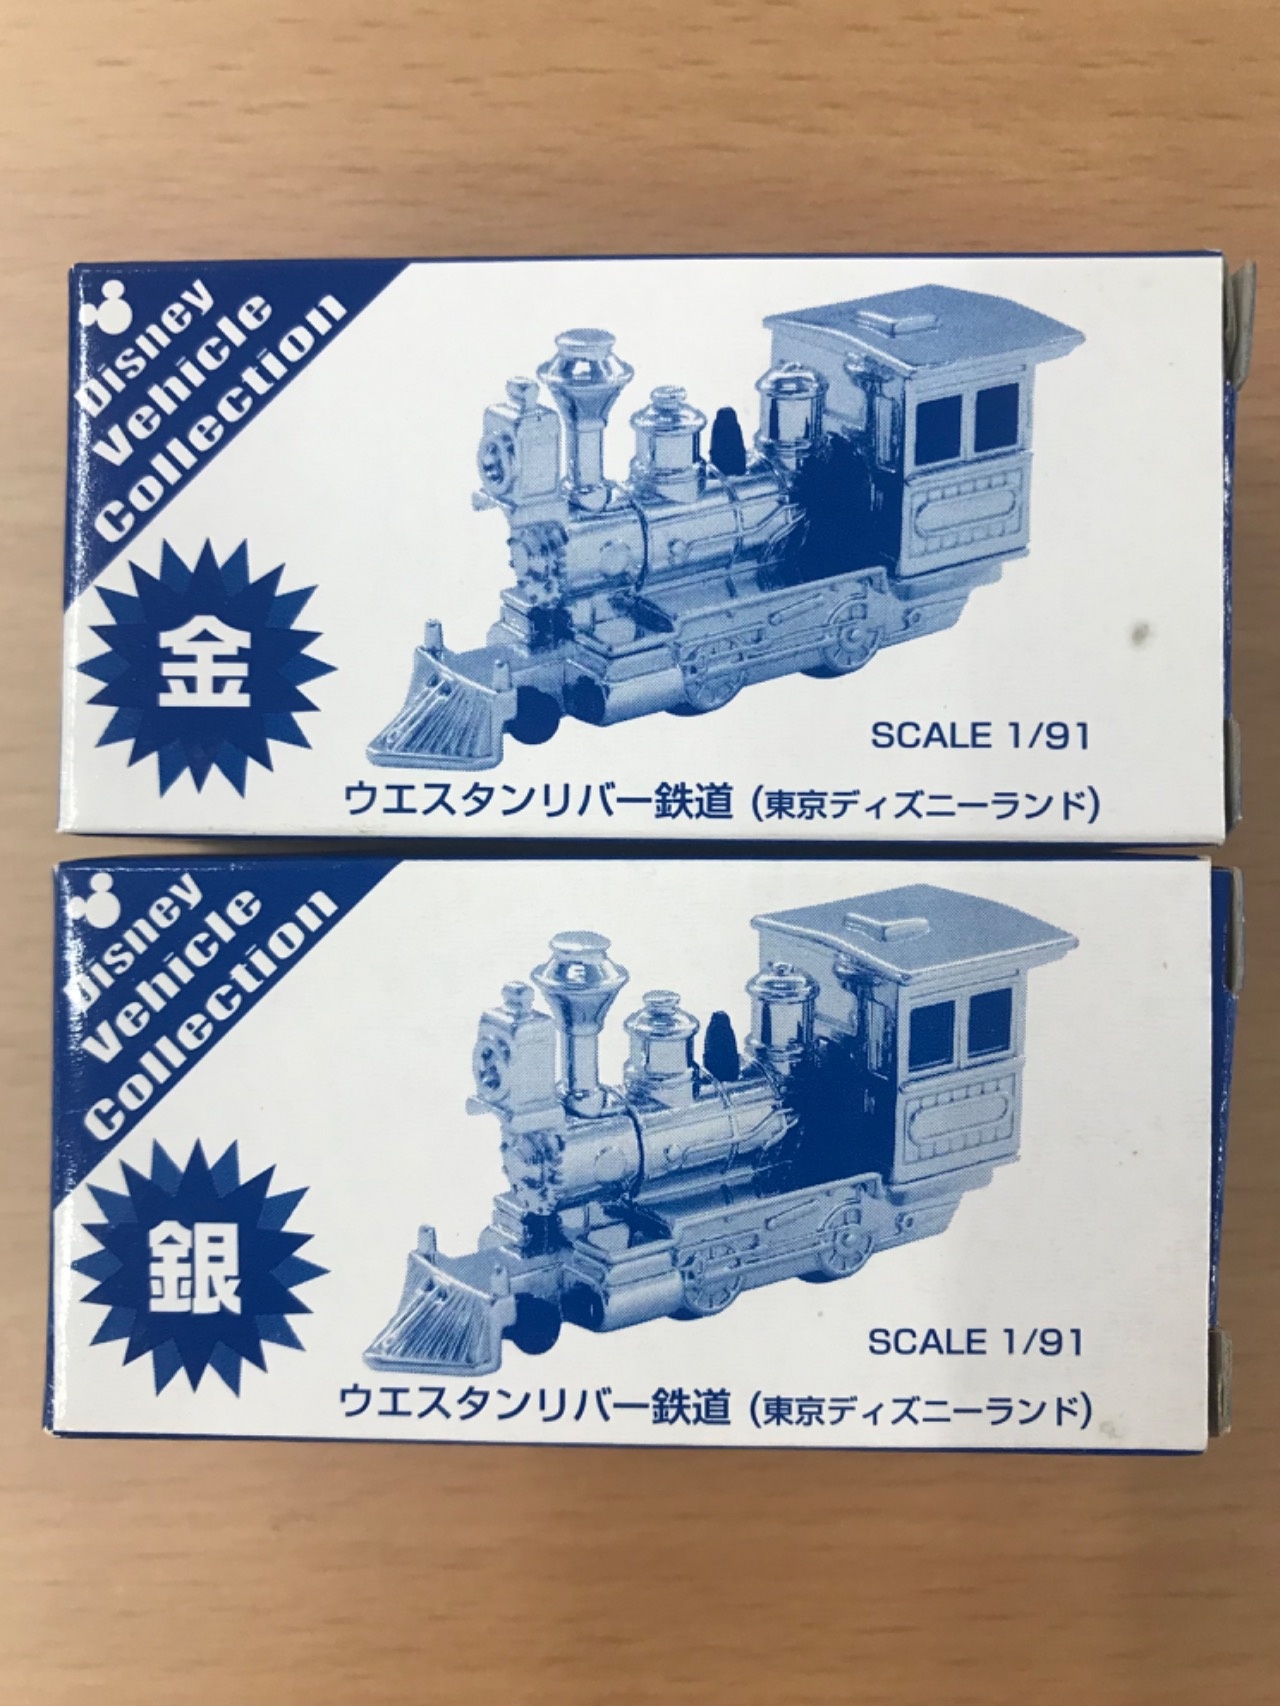 Disney
Vehicle
Collection
金
SCALE 1/91
ウエスタンリバー鉄道 (東京ディズニーランド)
Disney
Vehicle
Collection
銀
SCALE 1/91
ウエスタンリバー鉄道 (東京ディズニーランド)